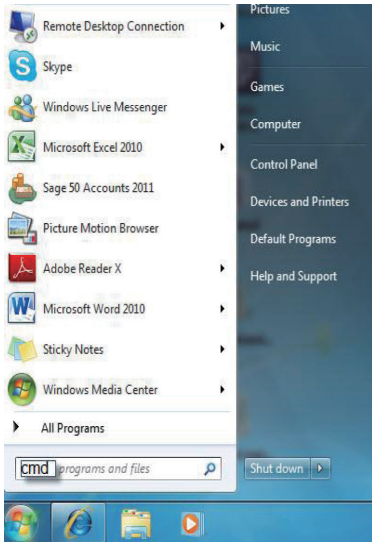 Remote Desktop Connection
Skype
Windows Live Messenger
Microsoft Excel 2010
Sage 50 Accounts 2011
Picture Motion Browser
Adobe Reader X
Microsoft Word 2010
Sticky Notes
Windows Media Center
All Programs
cmd programs and files
Pictures
Music
Games
Computer
Control Panel
Devices and Printers
Default Programs
Help and Support
Shut down